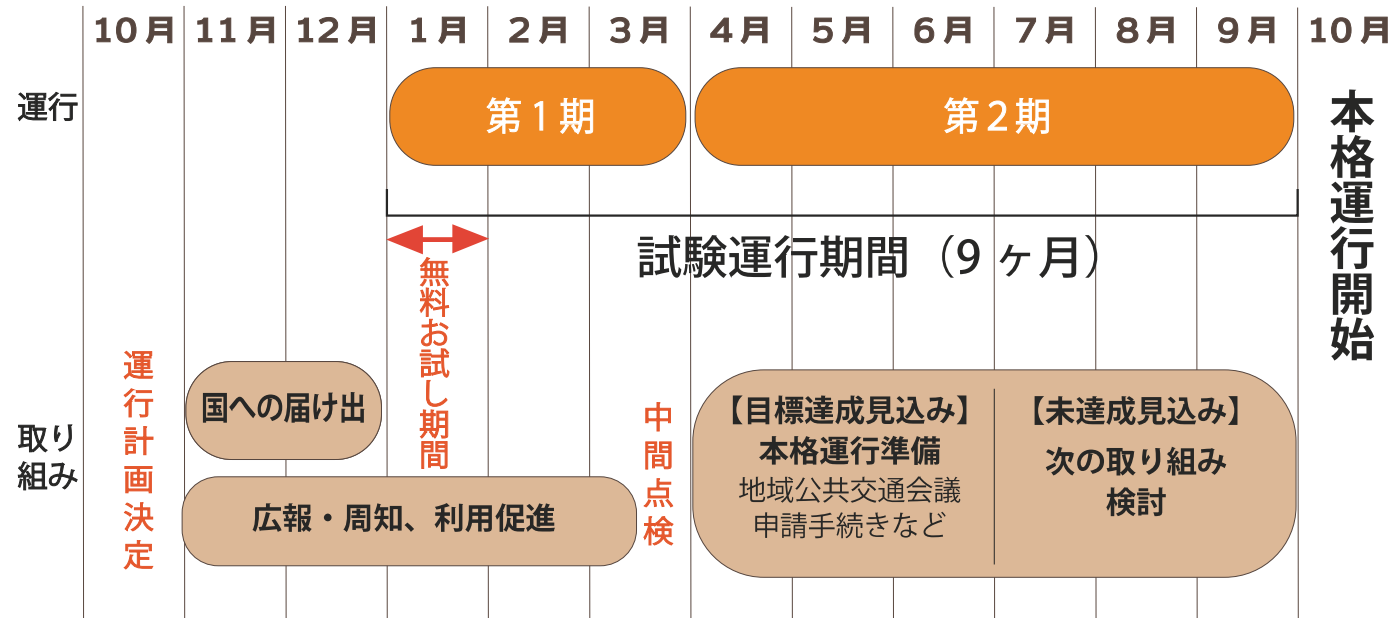 10月 11月 12月 1月 2月 3月 4月 5月 6月 7月 8月 9月 10月
運行
第1期
第2期
本格運行開始
試験運行期間（9ヶ月）
無料お試し期間
取り
組み
運行計画決定
国への届け出
広報・周知、利用促進
中間点検
【目標達成見込み】
本格運行準備
地域公共交通会議
申請手続きなど
【未達成見込み】
次の取り組み
検討